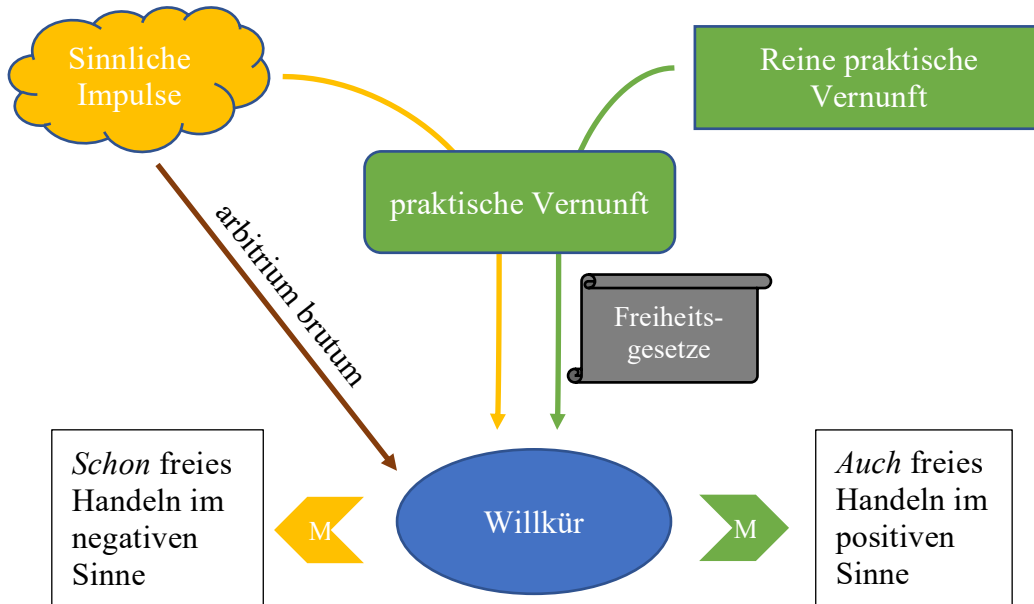 Sinnliche
Impulse
Reine praktische
Vernunft
praktische Vernunft
arbitrium brutum
Freiheits-
gesetze
Schon freies
Handeln im
negativen
Sinne
M
Willkür
M
Auch freies
Handeln im
positiven
Sinne